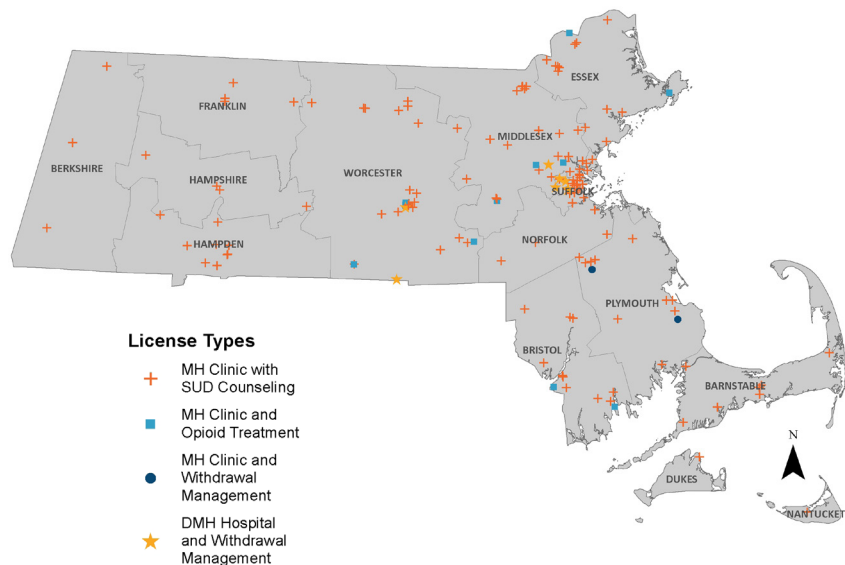 ESSEX
FRANKLIN
MIDDLESEX
BERKSHIRE
WORCESTER
HAMPSHIRE
SUFFOLK
HAMPDEN
NORFOLK
PLYMOUTH
BRISTOL
BARNSTABLE
DUKES
NANTUCKET
N
License Types
MH Clinic with
SUD Counseling
MH Clinic and
Opioid Treatment
MH Clinic and
Withdrawal
Management
DMH Hospital
and Withdrawal
Management